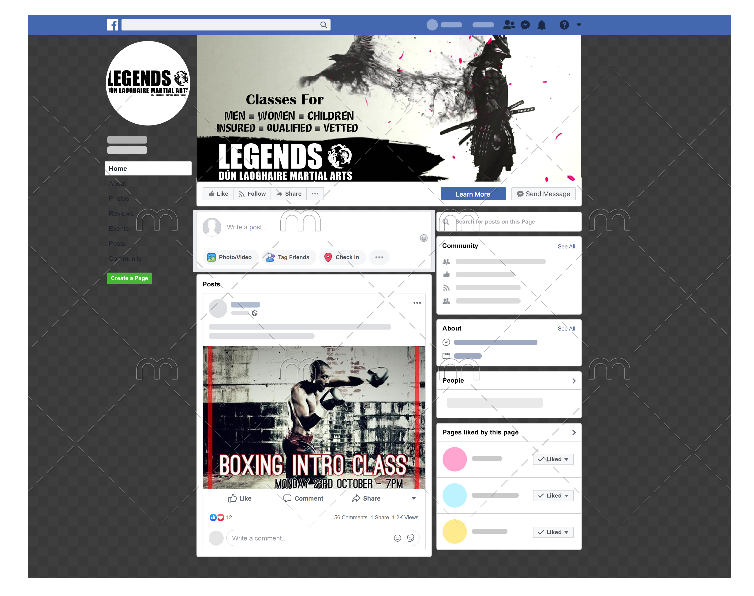 LEGENDS
DÚN LAOGHAIRE MARTIAL ARTS
Home
Photos
Reviews
Events
Posts
Community
Create a Page
Classes For
MEN = WOMEN = CHILDREN
INSURED = QUALIFIED = VETTED
LEGENDS
DÚN LAOGHAIRE MARTIAL ARTS
Like
Follow
Share
Learn More
Send Message
Write a post...
Photo/Video
Tag Friends
Check in
Posts
BOXING INTRO CLASS
MONDAY 23RD OCTOBER - 7PM
Like
Comment
Share
12
56 Comments 1 Share 1.2K Views
Write a comment...
Search for posts on this Page
Community
See All
About
See All
People
Pages liked by this page
Liked
Liked
Liked